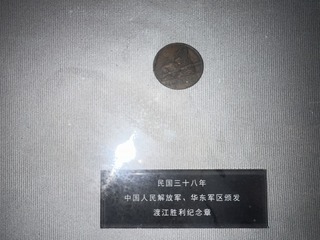 民国三十八年
中国人民解放军、华东军区颁发
渡江胜利纪念章